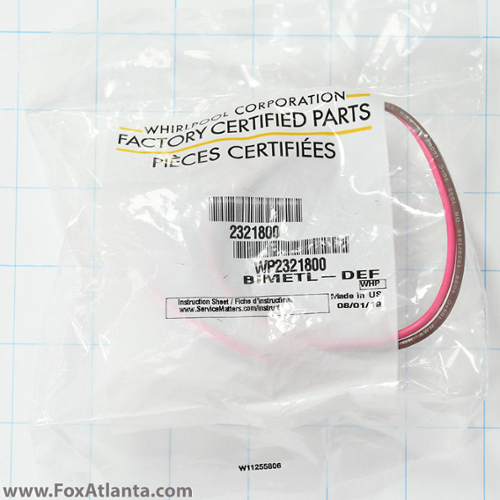 WHIRLPOOL CORPORATION
FACTORY CERTIFIED PARTS
PIÈCES CERTIFIÉES
2321800
WP2321800
BIMETL-DEF
WHP
Instruction Sheet / Fiche d'instruction
Made in US
www.ServiceMatters.com/instruct
08/01/19
W11255806
www.FoxAtlanta.com